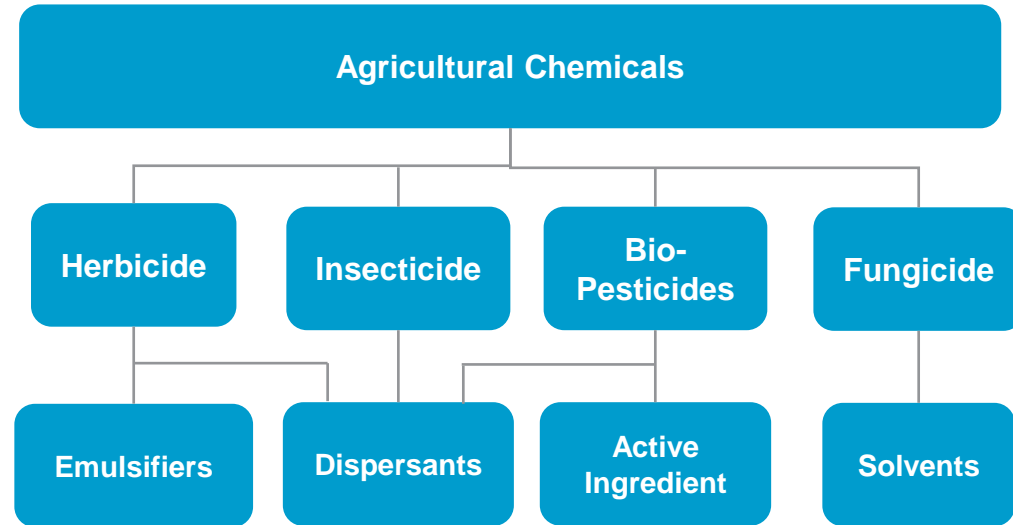 Agricultural Chemicals
Herbicide
Insecticide
Bio-
Pesticides
Fungicide
Emulsifiers
Dispersants
Active
Ingredient
Solvents